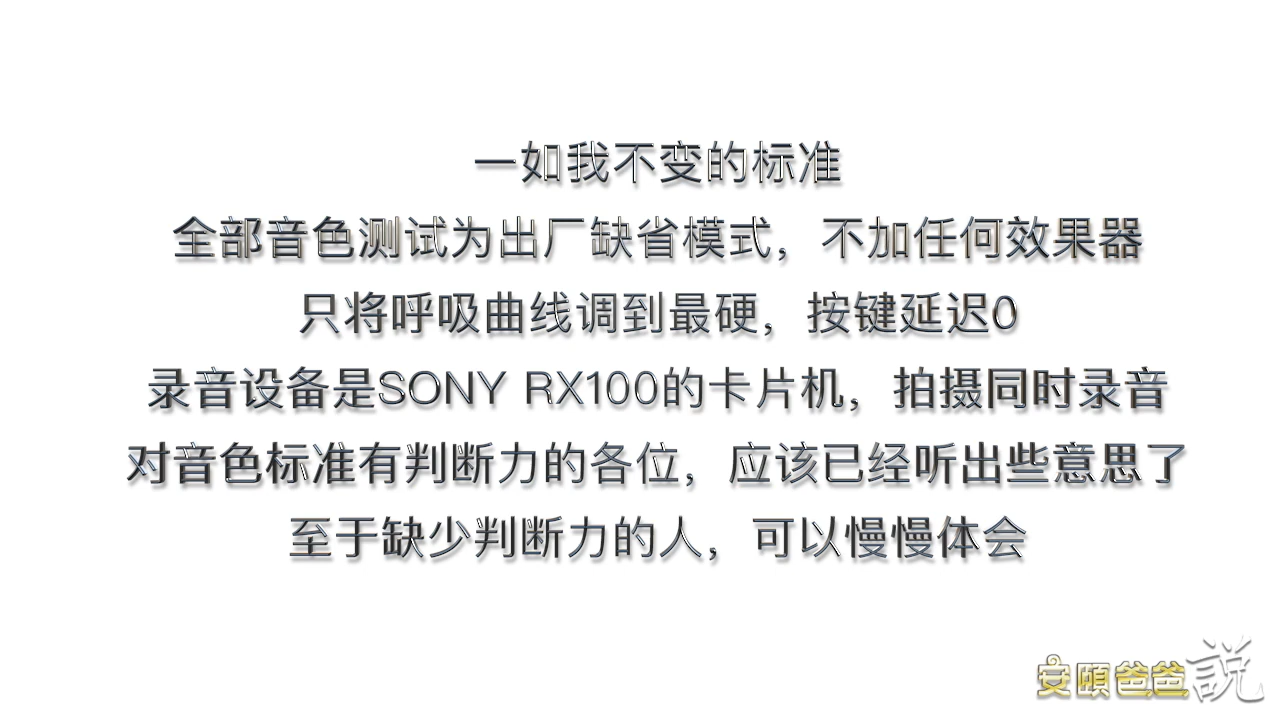 一如我不变的标准
全部音色测试为出厂缺省模式，不加任何效果器
只将呼吸曲线调到最硬，按键延迟0
录音设备是SONY RX100的卡片机，拍摄同时录音
对音色标准有判断力的各位，应该已经听出些意思了
至于缺少判断力的人，可以慢慢体会
安頤爸爸説